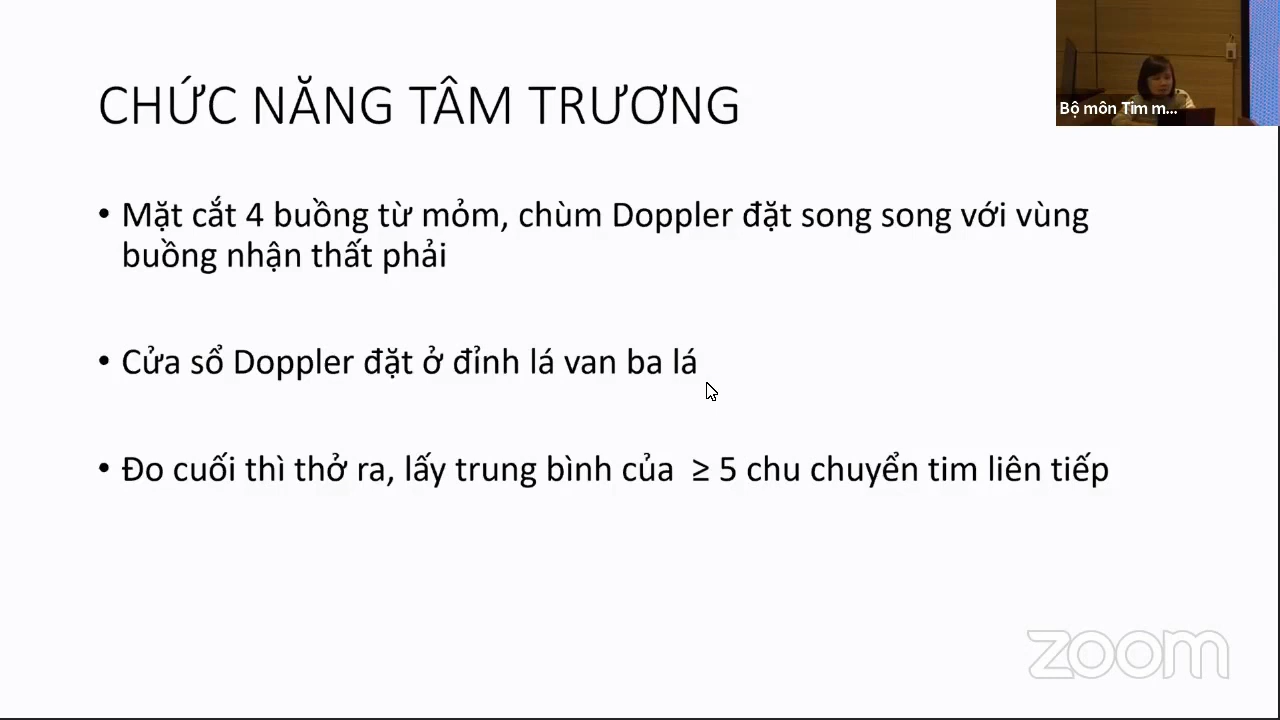 Bộ môn Tim m...
CHỨC NĂNG TÂM TRƯƠNG
• Mặt cắt 4 buồng từ mỏm, chùm Doppler đặt song song với vùng
buồng nhận thất phải
• Cửa sổ Doppler đặt ở đỉnh lá van ba lá
• Đo cuối thì thở ra, lấy trung bình của ≥ 5 chu chuyển tim liên tiếp
zoom